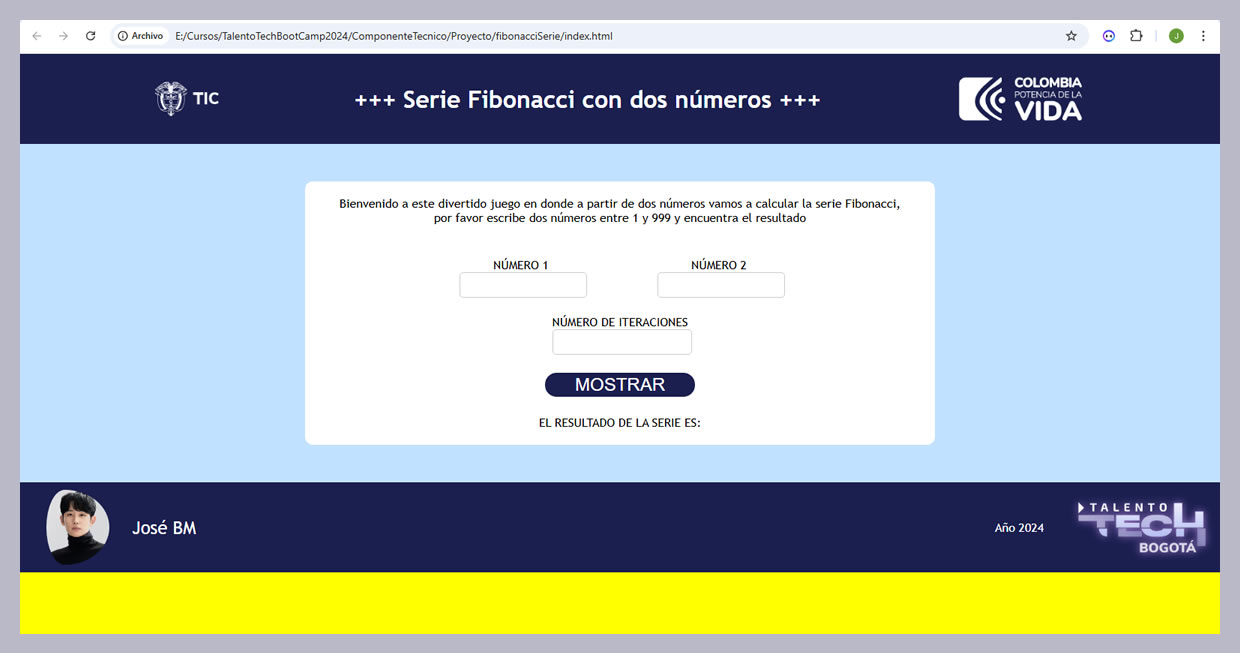 Archivo E:/Cursos/TalentoTechBootCamp2024/ComponenteTecnico/Proyecto/fibonacciSerie/index.html
J
TIC
+++ Serie Fibonacci con dos números +++
COLOMBIA
POTENCIA DE LA
VIDA
Bienvenido a este divertido juego en donde a partir de dos números vamos a calcular la serie Fibonacci,
por favor escribe dos números entre 1 y 999 y encuentra el resultado
NÚMERO 1
NÚMERO 2
NÚMERO DE ITERACIONES
MOSTRAR
EL RESULTADO DE LA SERIE ES:
José BM
Año 2024
TALENTO
TECH
BOGOTÁ